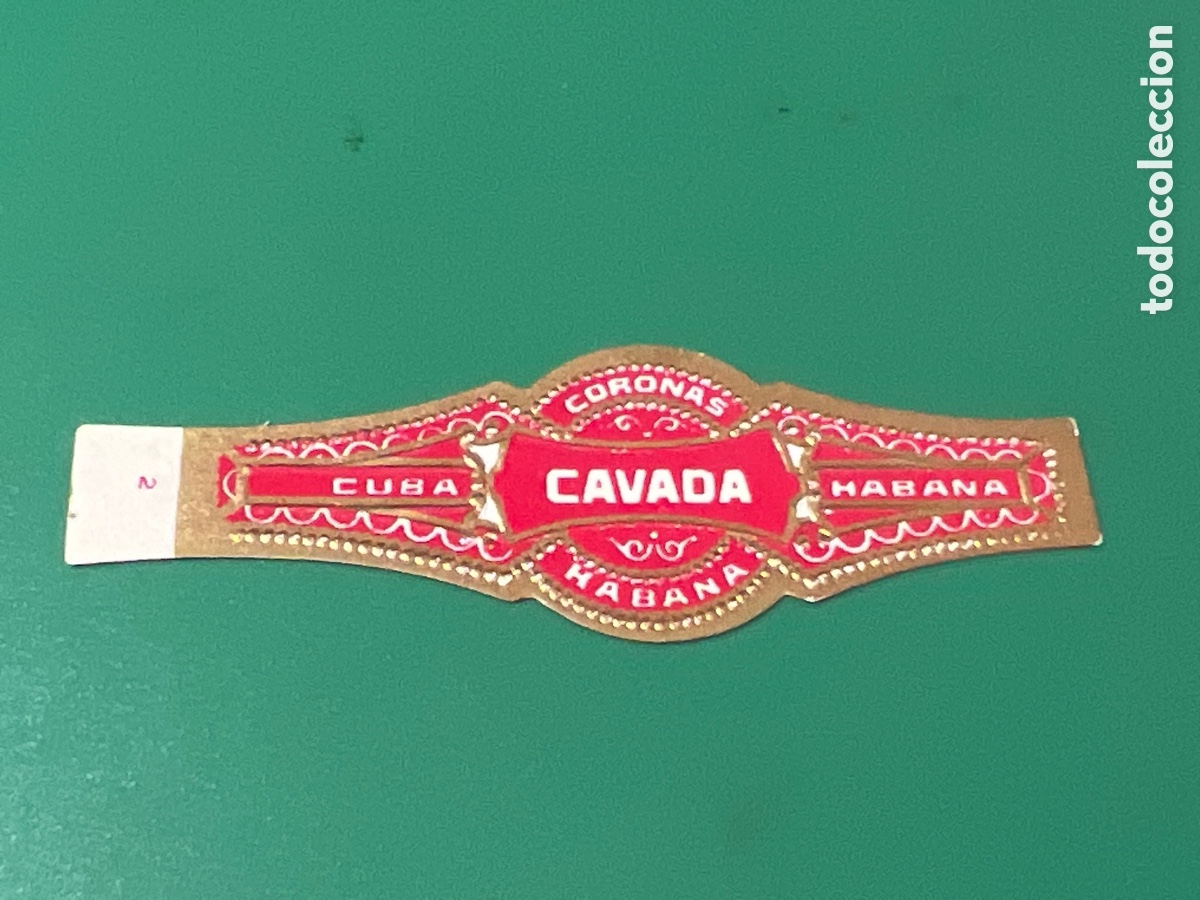 CORONAS
CUBA
CAVADA
HABANA
HABANA
2
todocoleccion